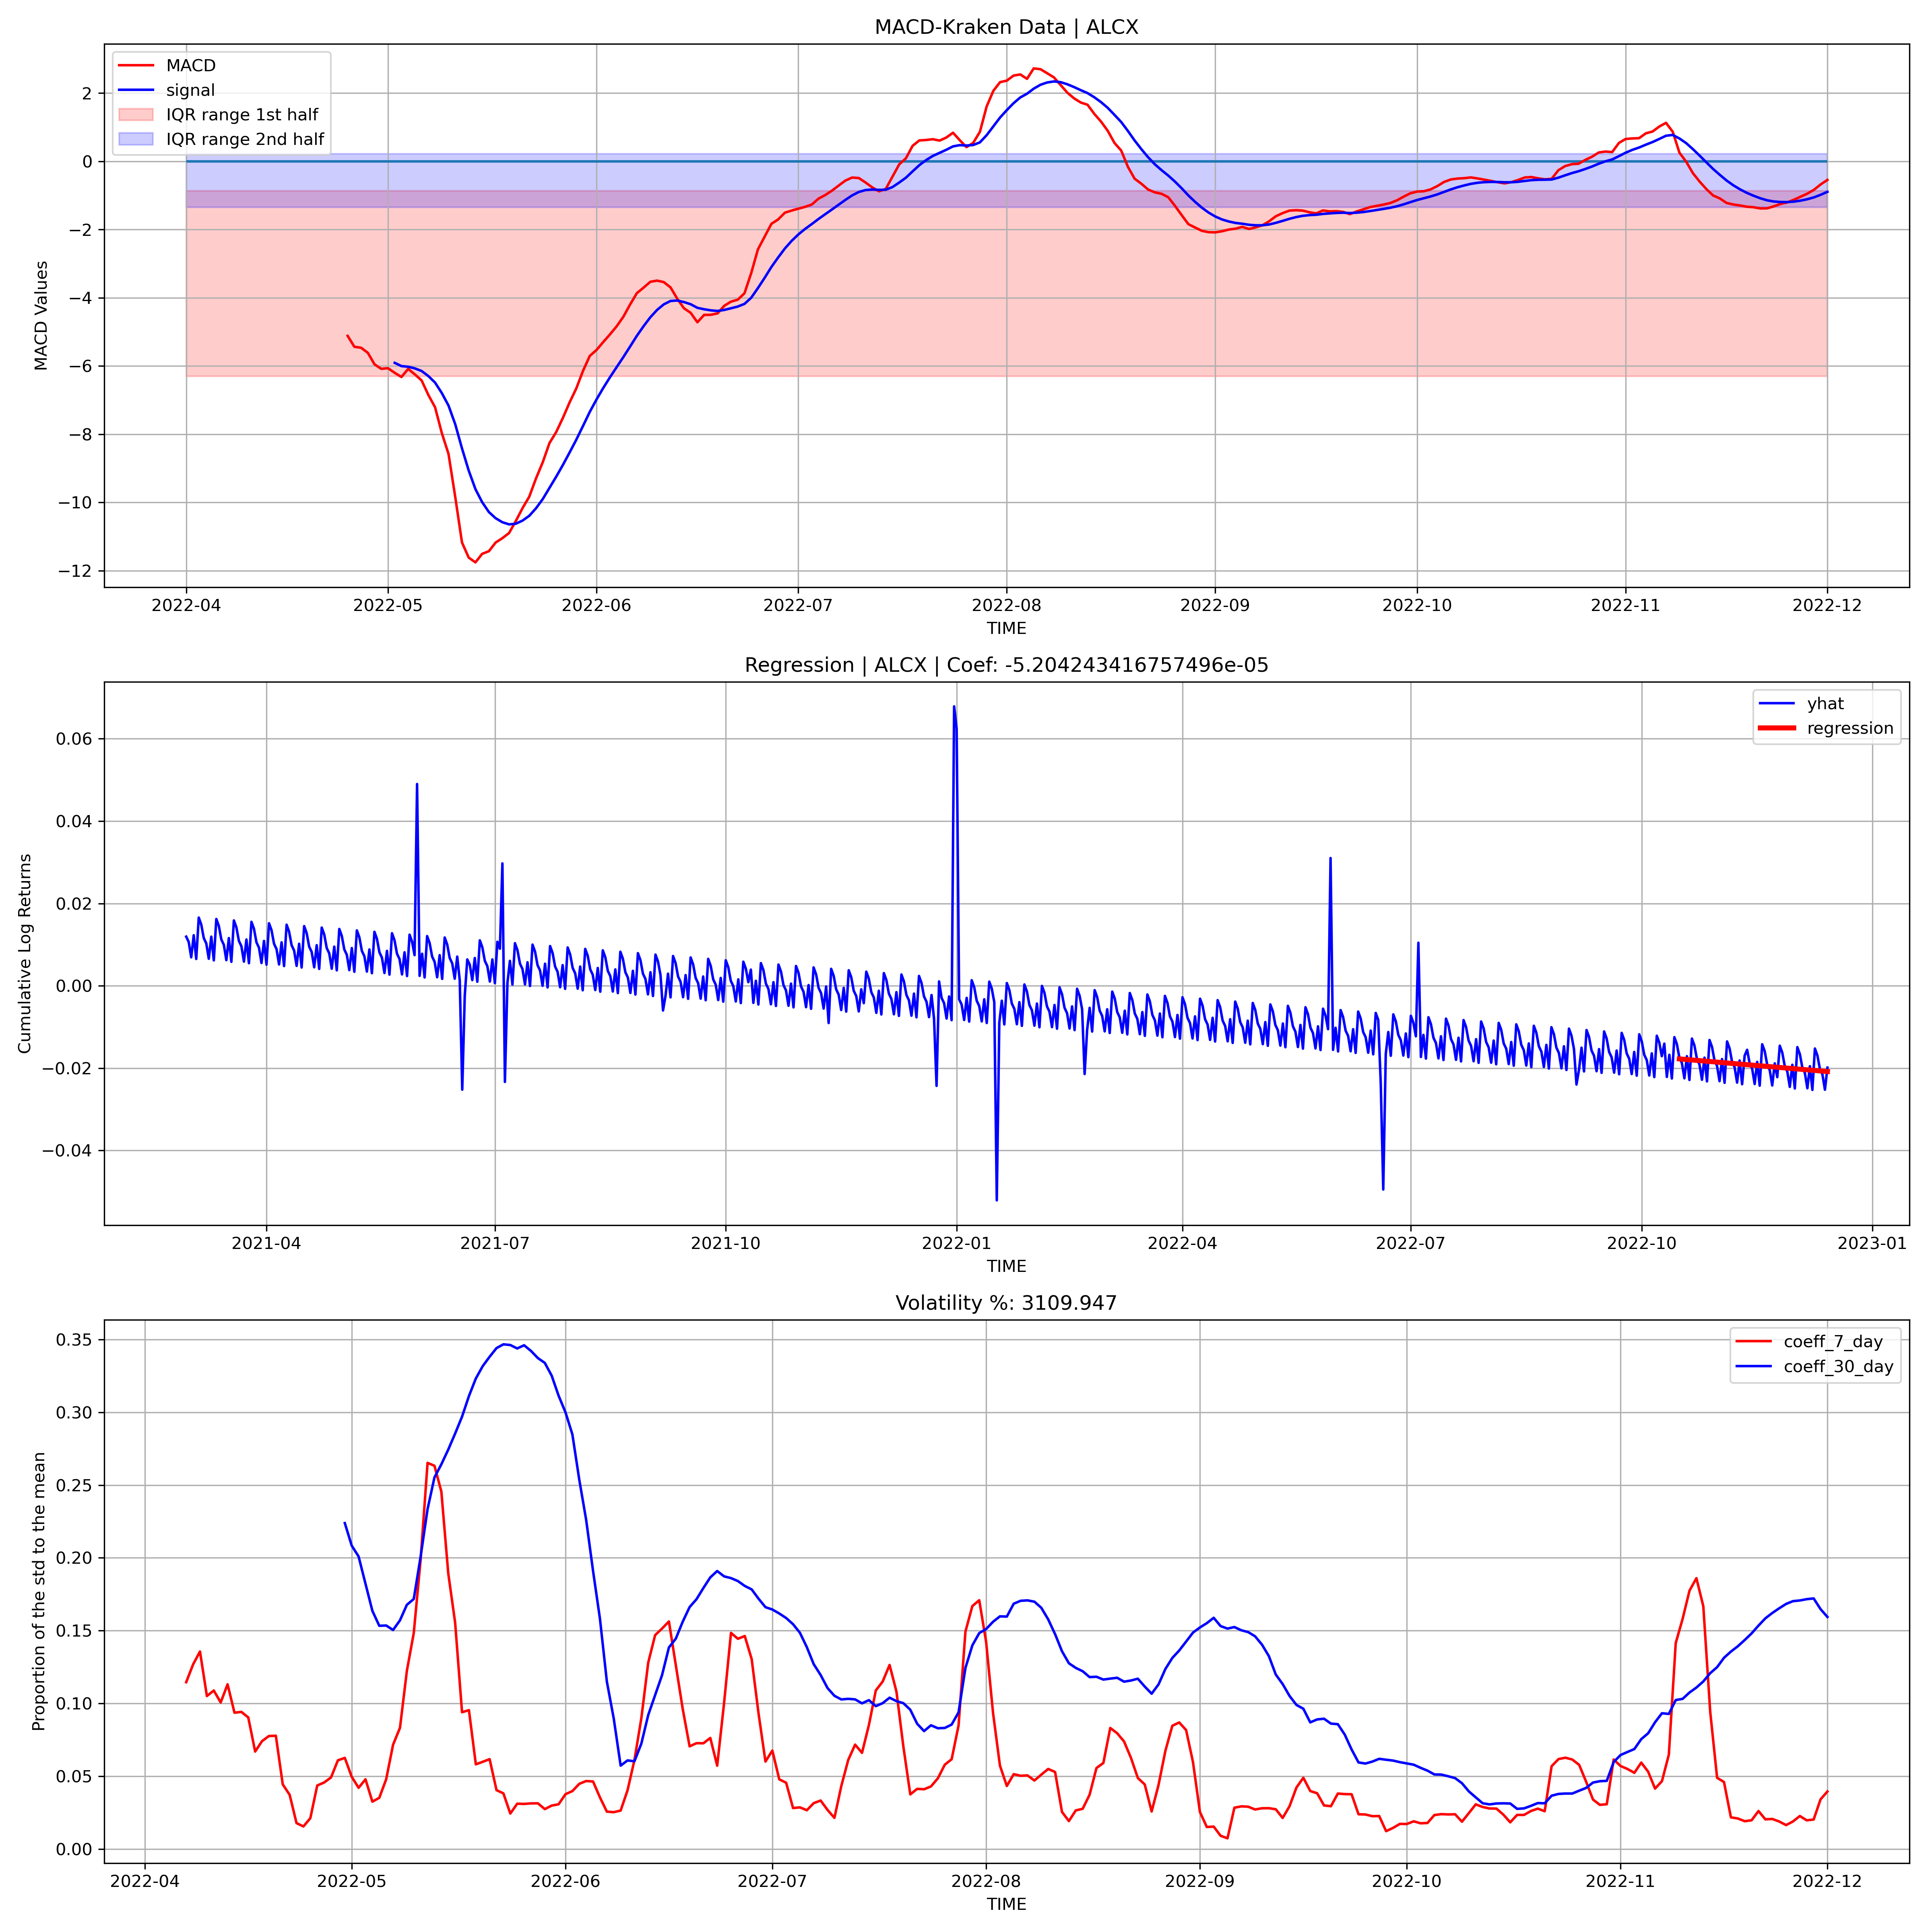 MACD-Kraken Data | ALCX
MACD
signal
IQR range 1st half
IQR range 2nd half
MACD Values
2
0
−2
−4
−6
−8
−10
−12
2022-04 2022-05 2022-06 2022-07 2022-08 2022-09 2022-10 2022-11 2022-12
TIME
Regression | ALCX | Coef: -5.204243416757496e-05
yhat
regression
Cumulative Log Returns
0.06
0.04
0.02
0.00
−0.02
−0.04
2021-04 2021-07 2021-10 2022-01 2022-04 2022-07 2022-10 2023-01
TIME
Volatility %: 3109.947
coeff_7_day
coeff_30_day
Proportion of the std to the mean
0.35
0.30
0.25
0.20
0.15
0.10
0.05
0.00
2022-04 2022-05 2022-06 2022-07 2022-08 2022-09 2022-10 2022-11 2022-12
TIME